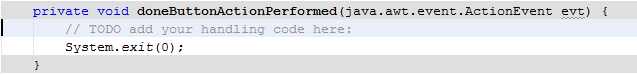 private void doneButtonActionPerformed(java.awt.event.ActionEvent evt) {
// TODO add your handling code here:
System.exit(0);
}